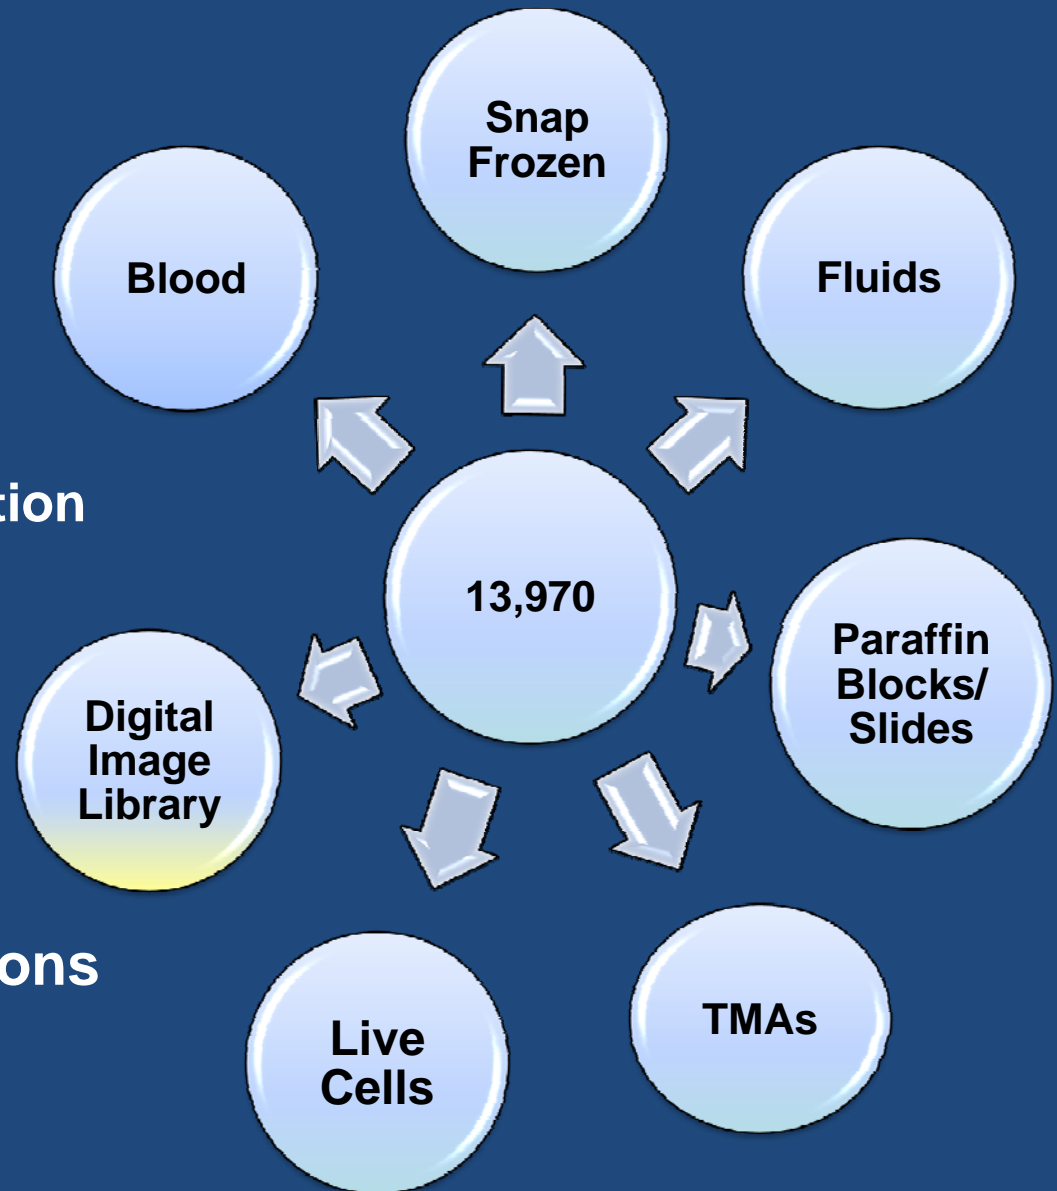 Snap
Frozen
Blood
Fluids
tion
13,970
Paraffin
Blocks/
Slides
Digital
Image
Library
ons
Live
Cells
TMAs